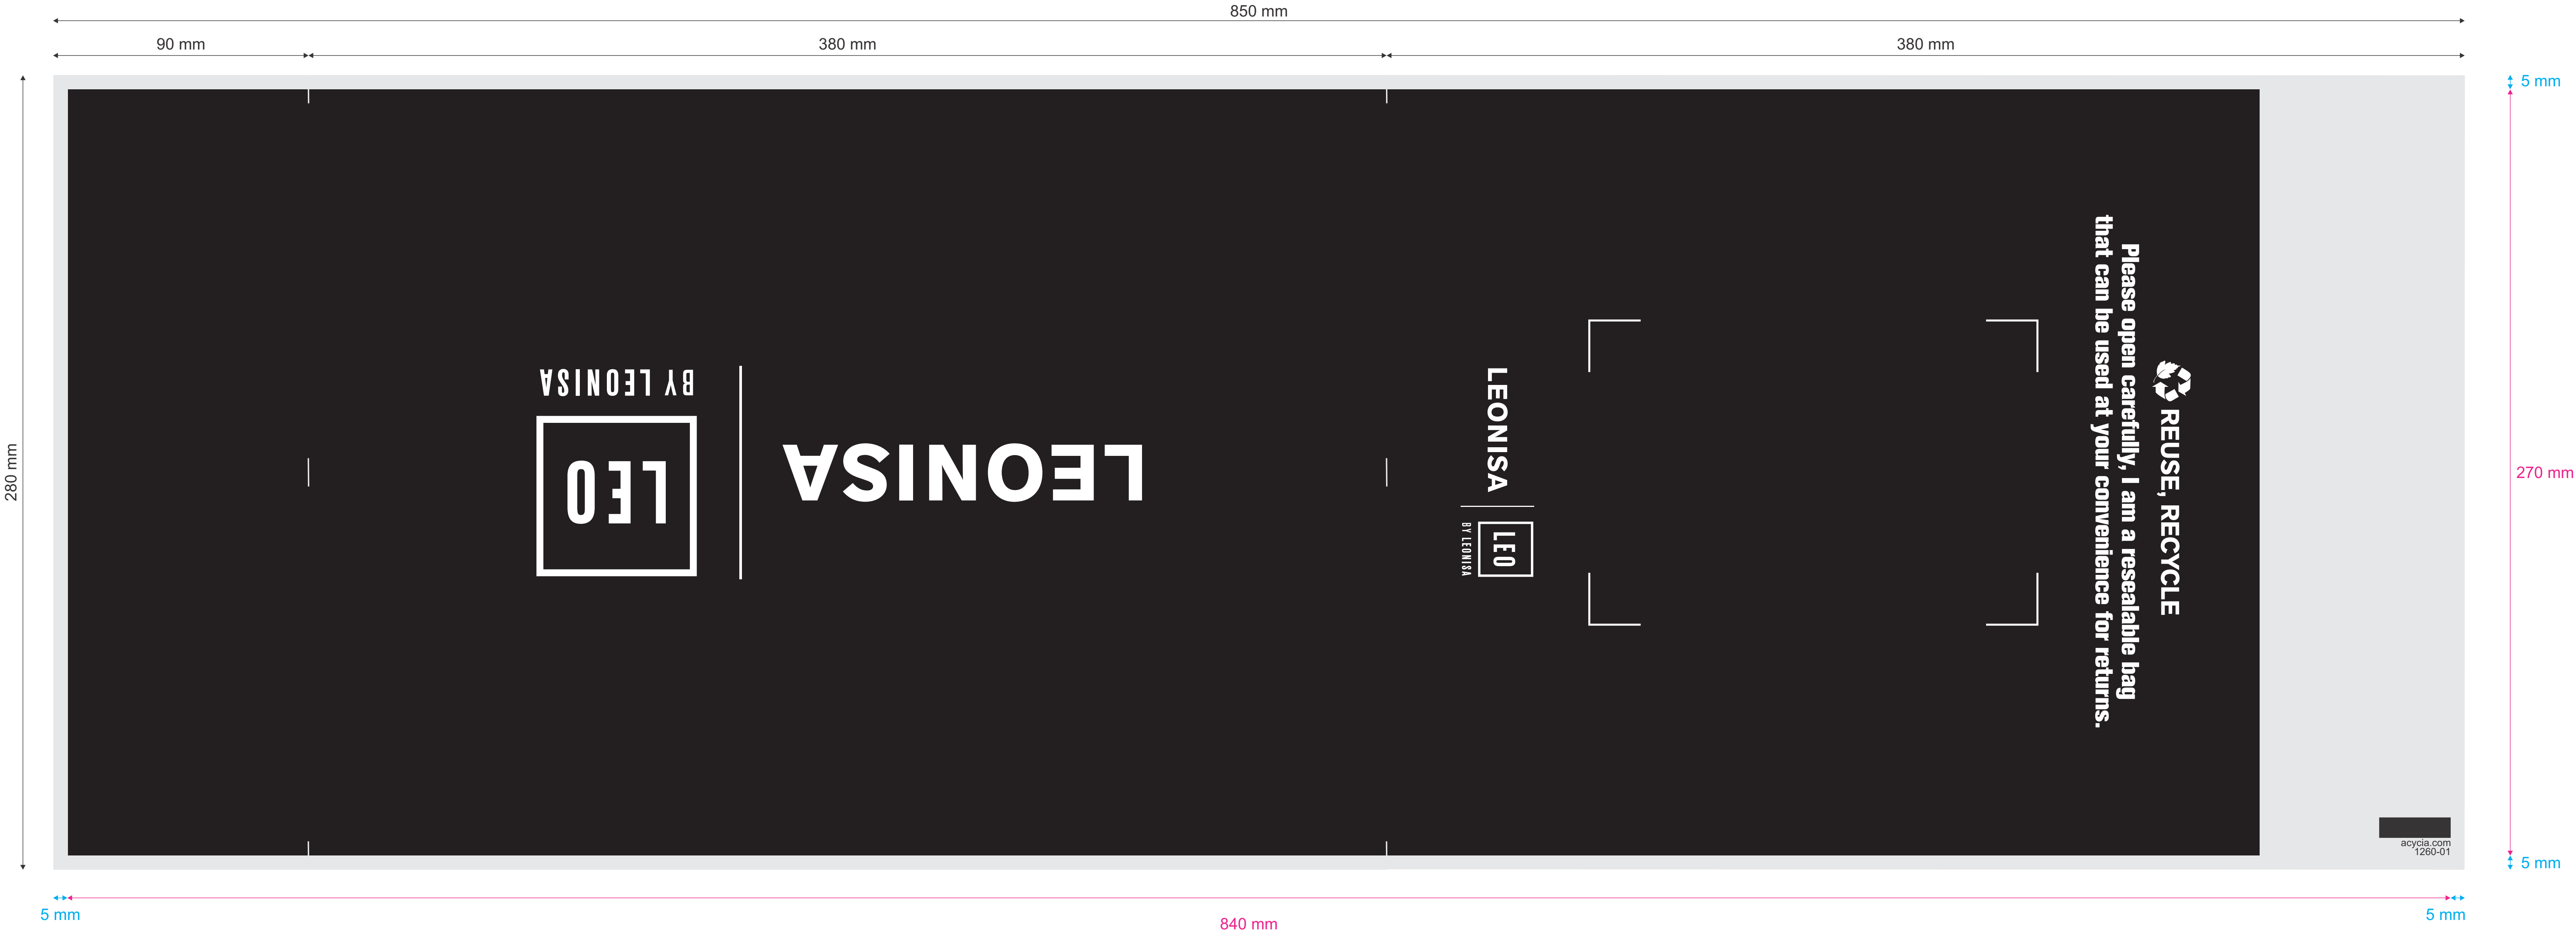 850 mm
90 mm
380 mm
380 mm
5 mm
280 mm
270 mm
LEONISA
LEO
BY LEONISA
LEONISA
LEO
BY LEONISA
REUSE, RECYCLE
Please open carefully, I am a resealable bag
that can be used at your convenience for returns.
acycia.com
1260-01
5 mm
5 mm
840 mm
5 mm